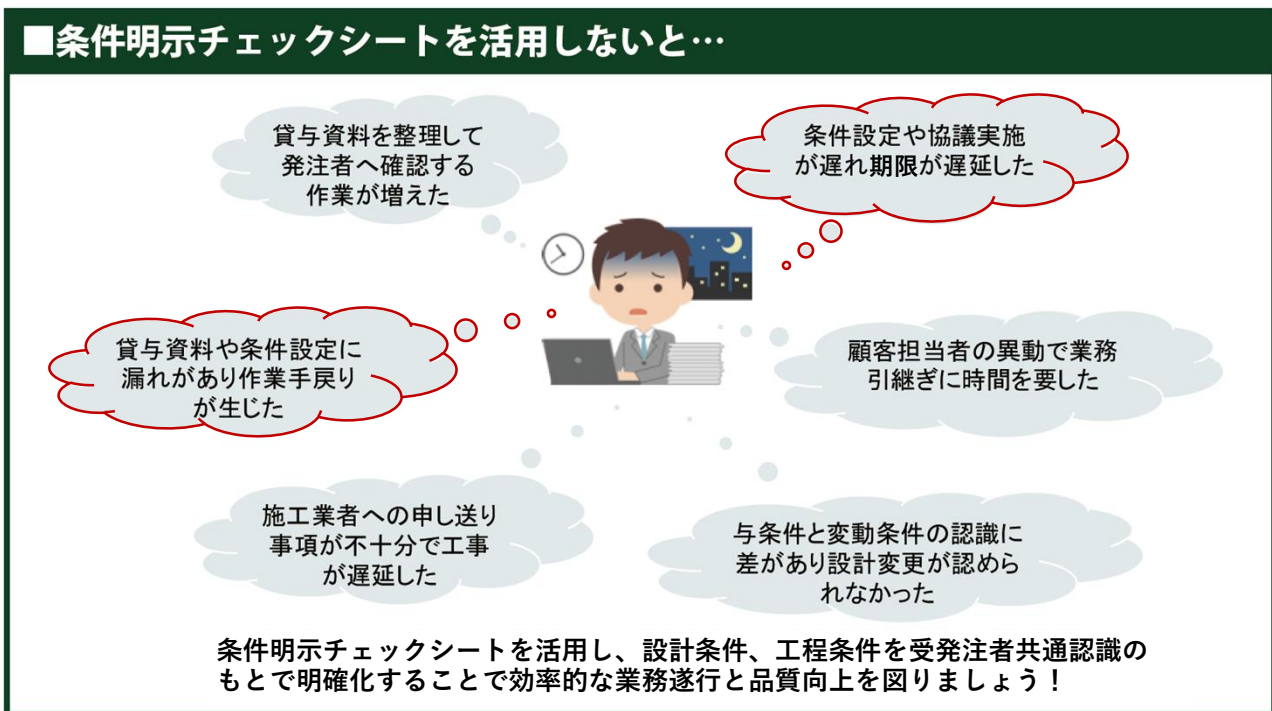 ■条件明示チェックシートを活用しないと…
貸与資料を整理して
発注者へ確認する
作業が増えた
条件設定や協議実施
が遅れ期限が遅延した
貸与資料や条件設定に
漏れがあり作業手戻り
が生じた
顧客担当者の異動で業務
引継ぎに時間を要した
施工業者への申し送り
事項が不十分で工事
が遅延した
与条件と変動条件の認識に
差があり設計変更が認めら
れなかった
条件明示チェックシートを活用し、設計条件、工程条件を受発注者共通認識の
もとで明確化することで効率的な業務遂行と品質向上を図りましょう！